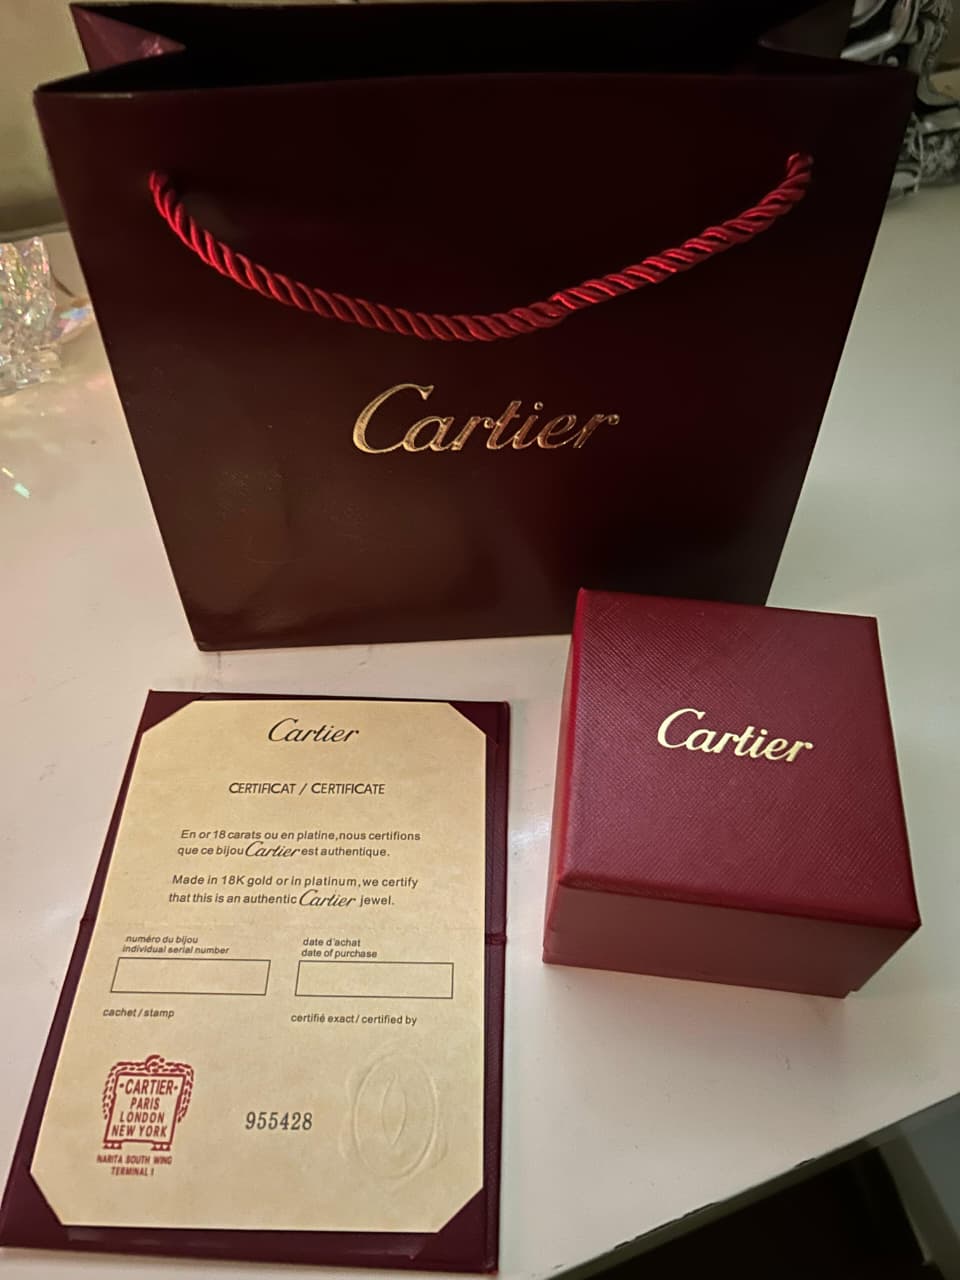 Cartier
Cartier
Cartier
CERTIFICAT / CERTIFICATE
En or 18 carats ou en platine,nous certifions
que ce bijou Cartier est authentique.
Made in 18K gold or in platinum,we certify
that this is an authentic Cartier jewel.
numéro du bijou
individual serial number
date d'achat
date of purchase
cachet / stamp
certifié exact / certified by
·CARTIER·
PARIS
LONDON
NEW YORK
NARITA SOUTH WING
TERMINAL 1
955428